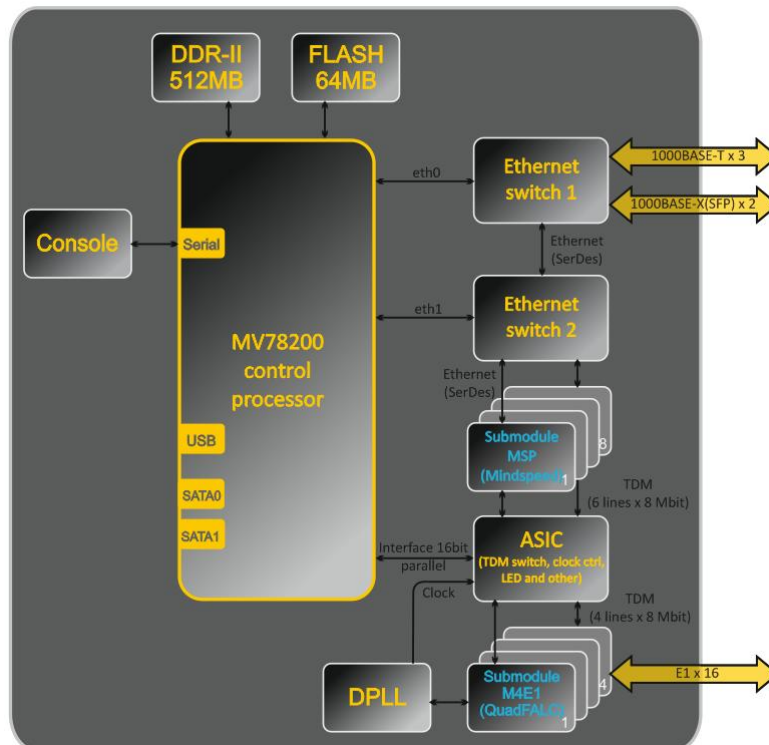 DDR-II
512MB
FLASH
64MB
1000BASE-T x 3
eth0
Ethernet
switch 1
1000BASE-X(SFP) x 2
Console
Serial
Ethernet
(SerDes)
eth1
Ethernet
switch 2
MV78200
control
processor
Ethernet
(SerDes)
USB
Submodule
MSP
(Mindspeed)
1
8
SATA0
TDM
(6 lines x 8 Mbit)
SATA1
Interface 16bit
parallel
ASIC
(TDM switch, clock ctrl,
LED and other)
Clock
TDM
(4 lines x 8 Mbit)
DPLL
Submodule
M4E1
(QuadFALC)
1
4
E1 x 16